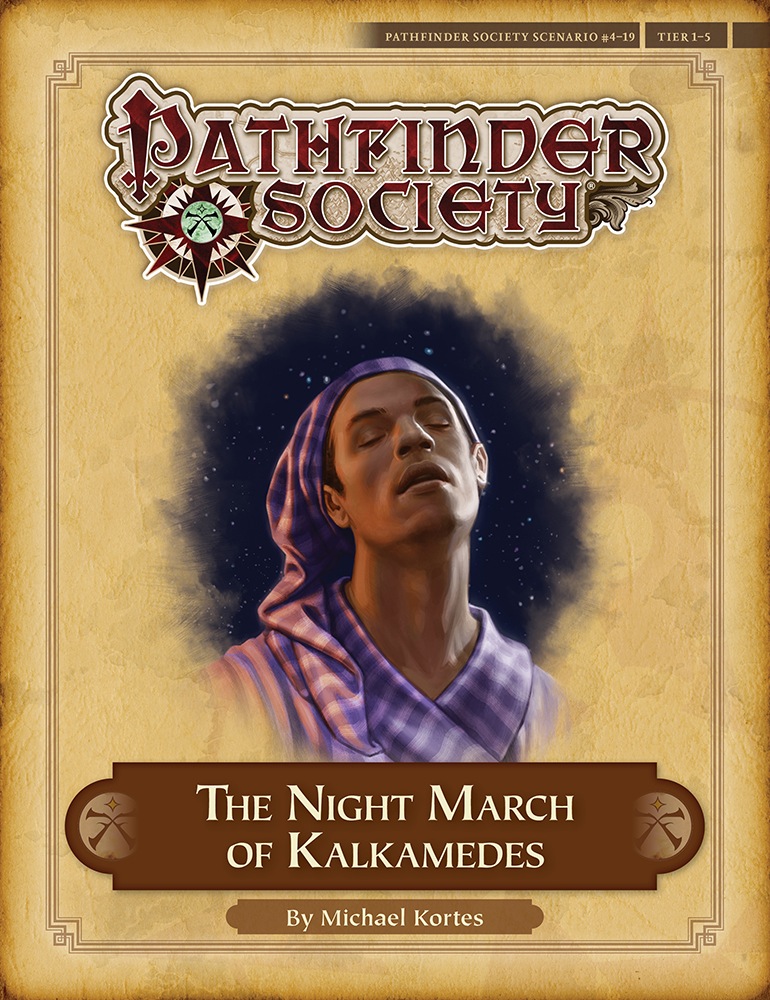 PATHFINDER SOCIETY SCENARIO #4–19 TIER 1–5
PATHFINDER
SOCIETY®
THE NIGHT MARCH
OF KALKAMEDES
By Michael Kortes